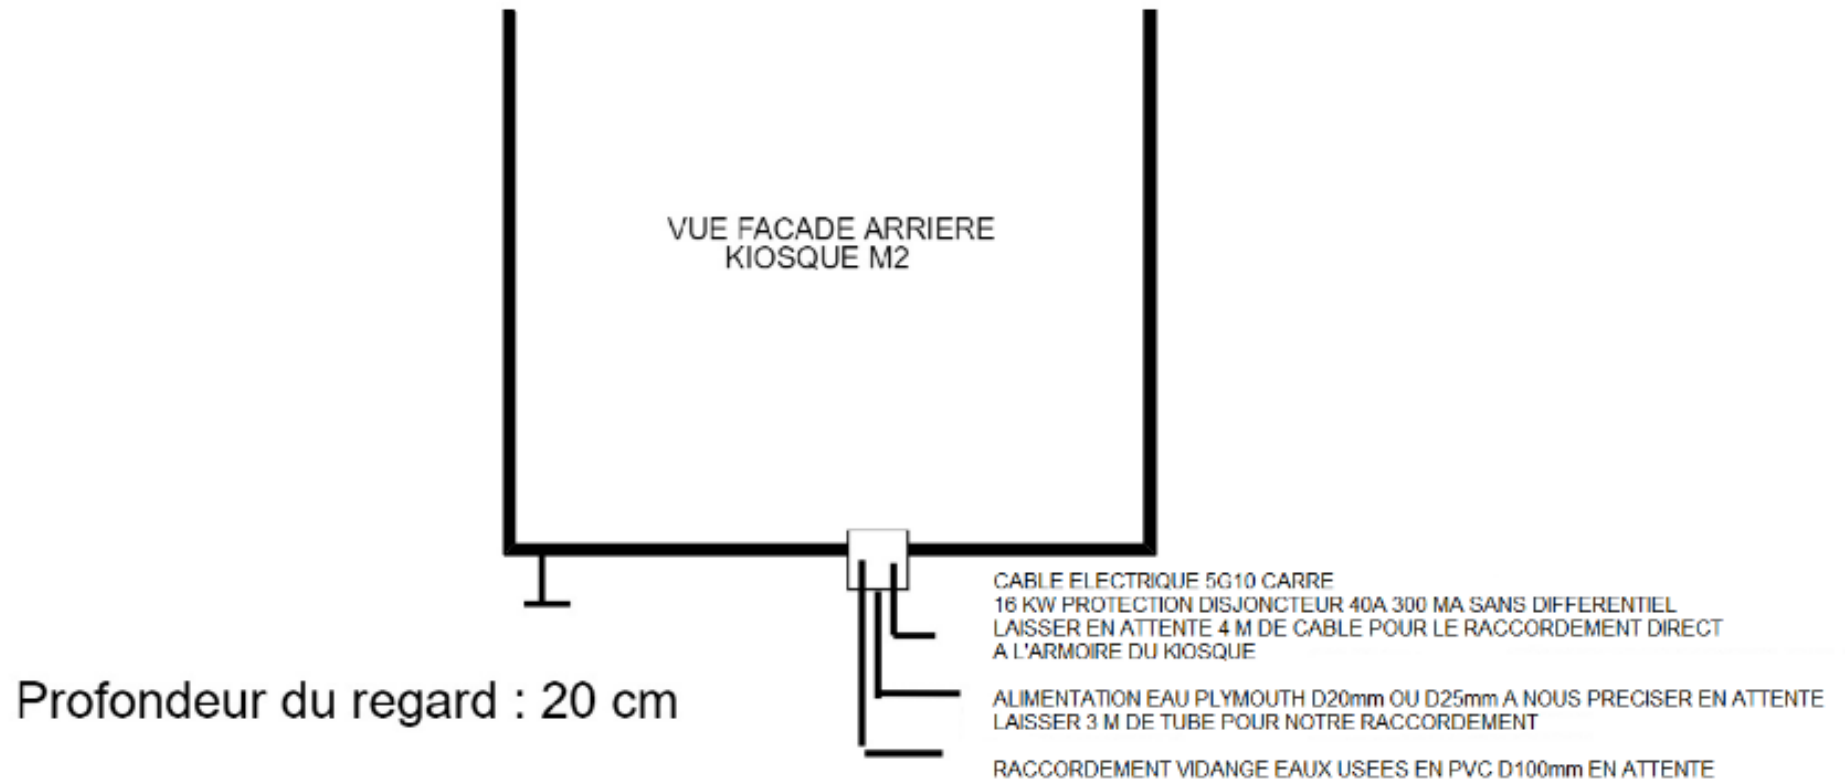 VUE FACADE ARRIERE
KIOSQUE M2
CABLE ELECTRIQUE 5G10 CARRE
16 KW PROTECTION DISJONCTEUR 40A 300 MA SANS DIFFERENTIEL
LAISSER EN ATTENTE 4 M DE CABLE POUR LE RACCORDEMENT DIRECT
A L'ARMOIRE DU KIOSQUE
Profondeur du regard : 20 cm
ALIMENTATION EAU PLYMOUTH D20mm OU D25mm A NOUS PRECISER EN ATTENTE
LAISSER 3 M DE TUBE POUR NOTRE RACCORDEMENT
RACCORDEMENT VIDANGE EAUX USEES EN PVC D100mm EN ATTENTE